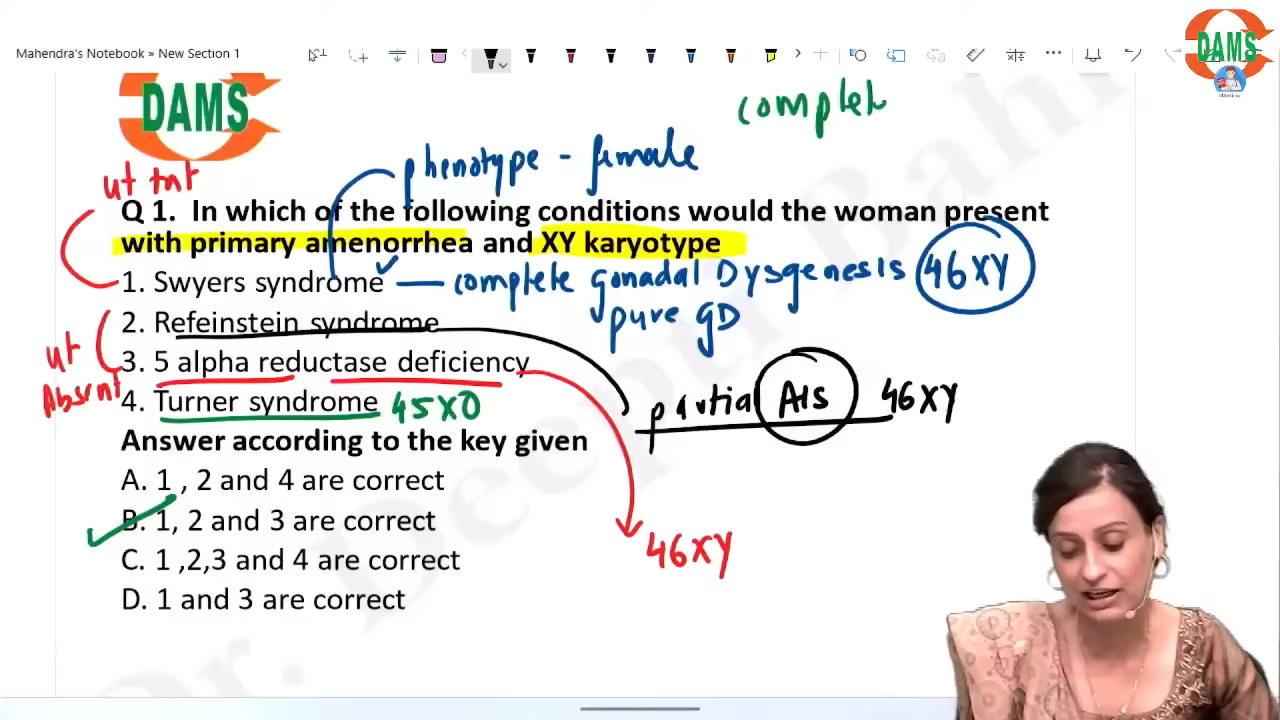 Mahendra's Notebook » New Section 1
DAMS
DAMS
complete
phenotype - female
ut tnt
Q 1. In which of the following conditions would the woman present
with primary amenorrhea and XY karyotype
1. Swyers syndrome — complete gonadal Dysgenesis 46XY
pure GD
2. Refeinstein syndrome
ut Absent
3. 5 alpha reductase deficiency
4. Turner syndrome 45XO
partial AIS 46XY
Answer according to the key given
A. 1 , 2 and 4 are correct
B. 1, 2 and 3 are correct
C. 1 ,2,3 and 4 are correct
46XY
D. 1 and 3 are correct
Dr. Deepti Bahl